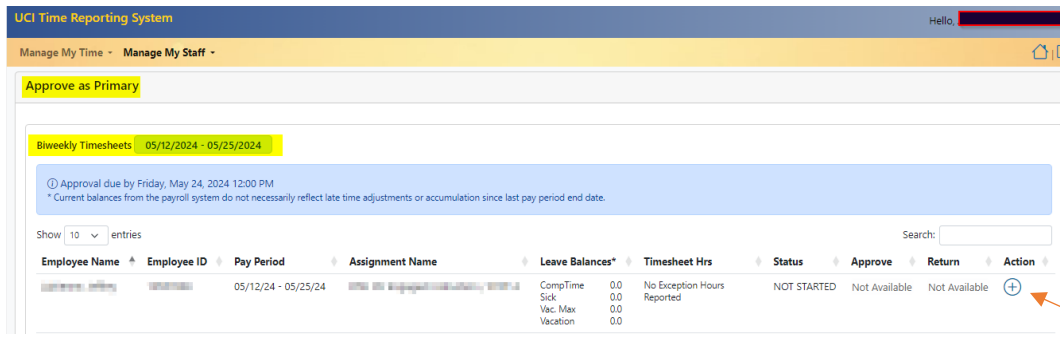 UCI Time Reporting System
Hello,
Manage My Time Manage My Staff
Approve as Primary
Biweekly Timesheets 05/12/2024 - 05/25/2024
Approval due by Friday, May 24, 2024 12:00 PM
* Current balances from the payroll system do not necessarily reflect late time adjustments or accumulation since last pay period end date.
Show 10 entries Search:
Employee Name Employee ID Pay Period Assignment Name Leave Balances* Timesheet Hrs Status Approve Return Action
05/12/24 - 05/25/24 CompTime 0.0 No Exception Hours NOT STARTED Not Available Not Available
Sick 0.0 Reported
Vac. Max 0.0
Vacation 0.0